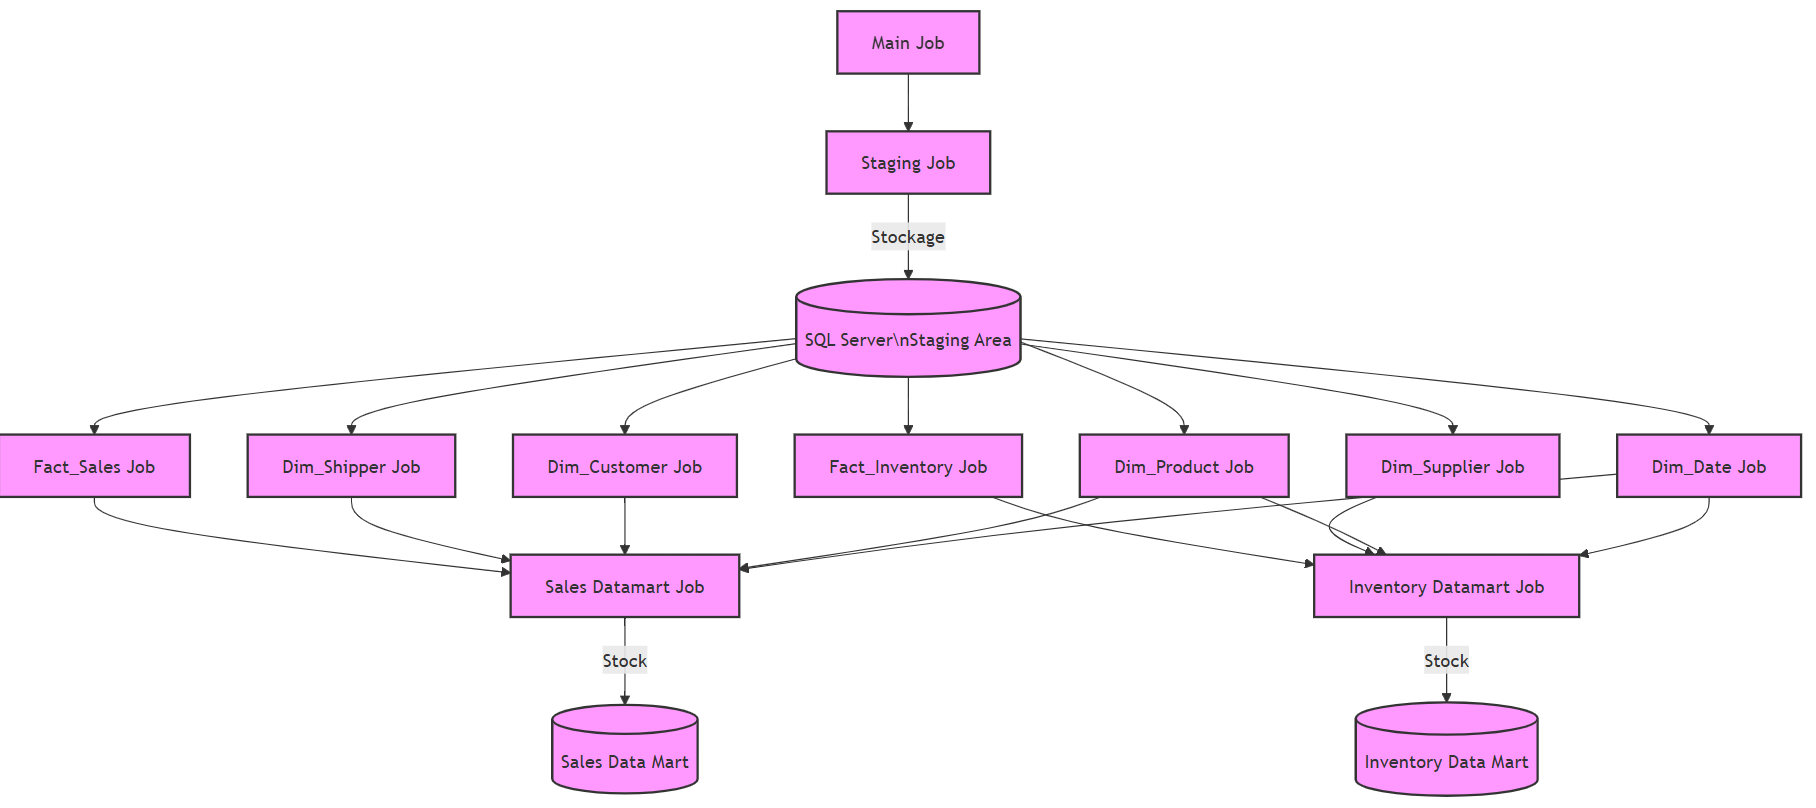 Main Job
Staging Job
Stockage
SQL Server\nStaging Area
Fact_Sales Job
Dim_Shipper Job
Dim_Customer Job
Fact_Inventory Job
Dim_Product Job
Dim_Supplier Job
Dim_Date Job
Sales Datamart Job
Inventory Datamart Job
Stock
Stock
Sales Data Mart
Inventory Data Mart